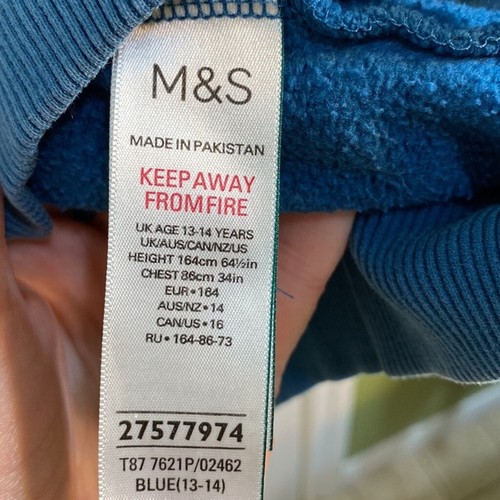 M&S
MADE IN PAKISTAN
KEEP AWAY
FROM FIRE
UK AGE 13-14 YEARS
UK/AUS/CAN/NZ/US
HEIGHT 164cm 64½in
CHEST 86cm 34in
EUR•164
AUS/NZ•14
CAN/US•16
RU•164-86-73
27577974
T87 7621P/02462
BLUE(13-14)